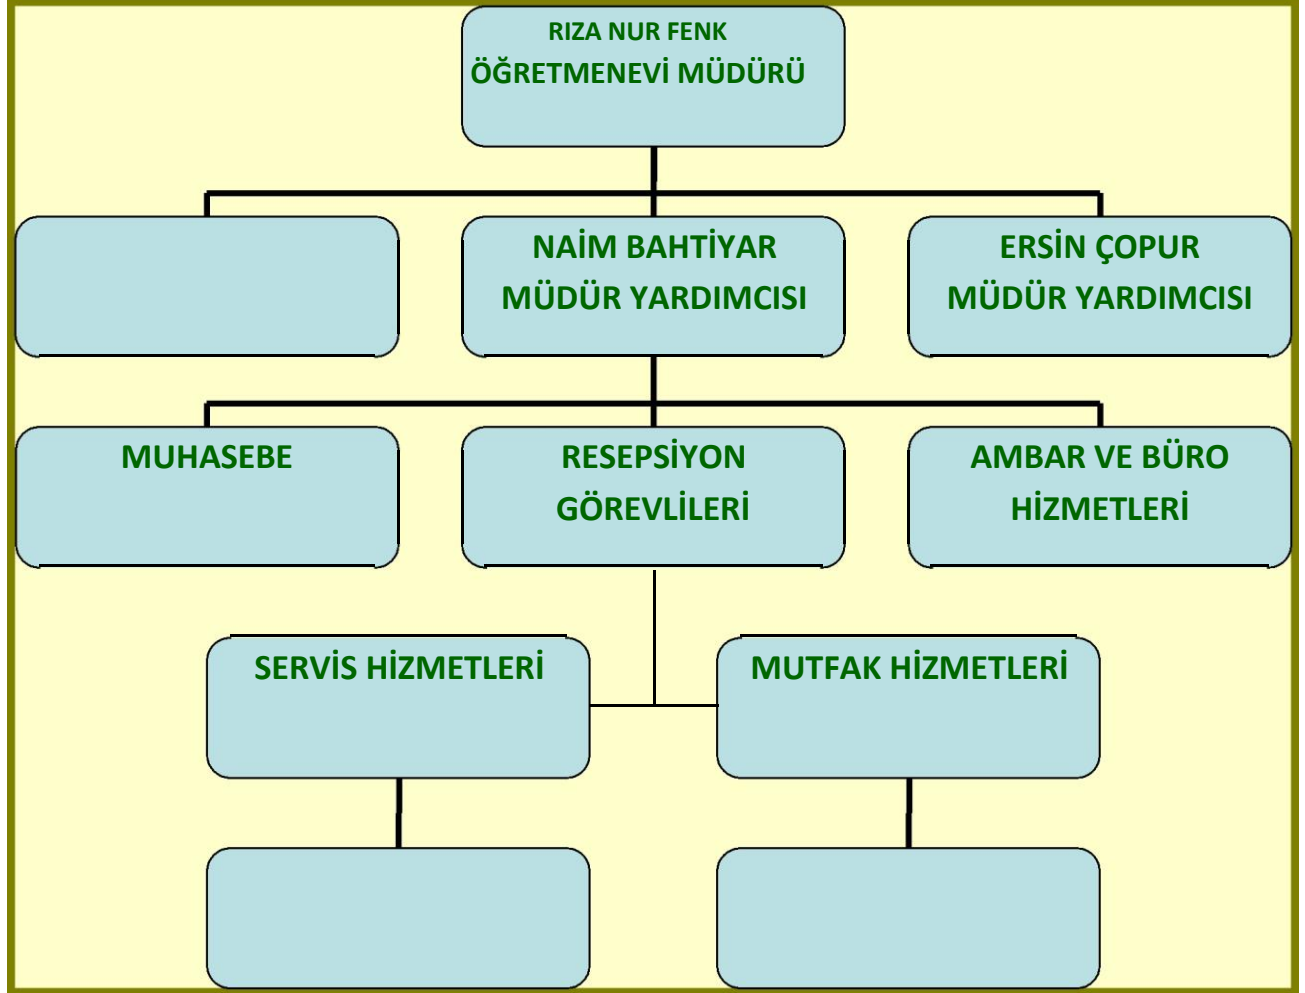 RIZA NUR FENK
ÖĞRETMENEVİ MÜDÜRÜ
NAİM BAHTİYAR
MÜDÜR YARDIMCISI
ERSİN ÇOPUR
MÜDÜR YARDIMCISI
MUHASEBE
RESEPSİYON
GÖREVLİLERİ
AMBAR VE BÜRO
HİZMETLERİ
SERVİS HİZMETLERİ
MUTFAK HİZMETLERİ